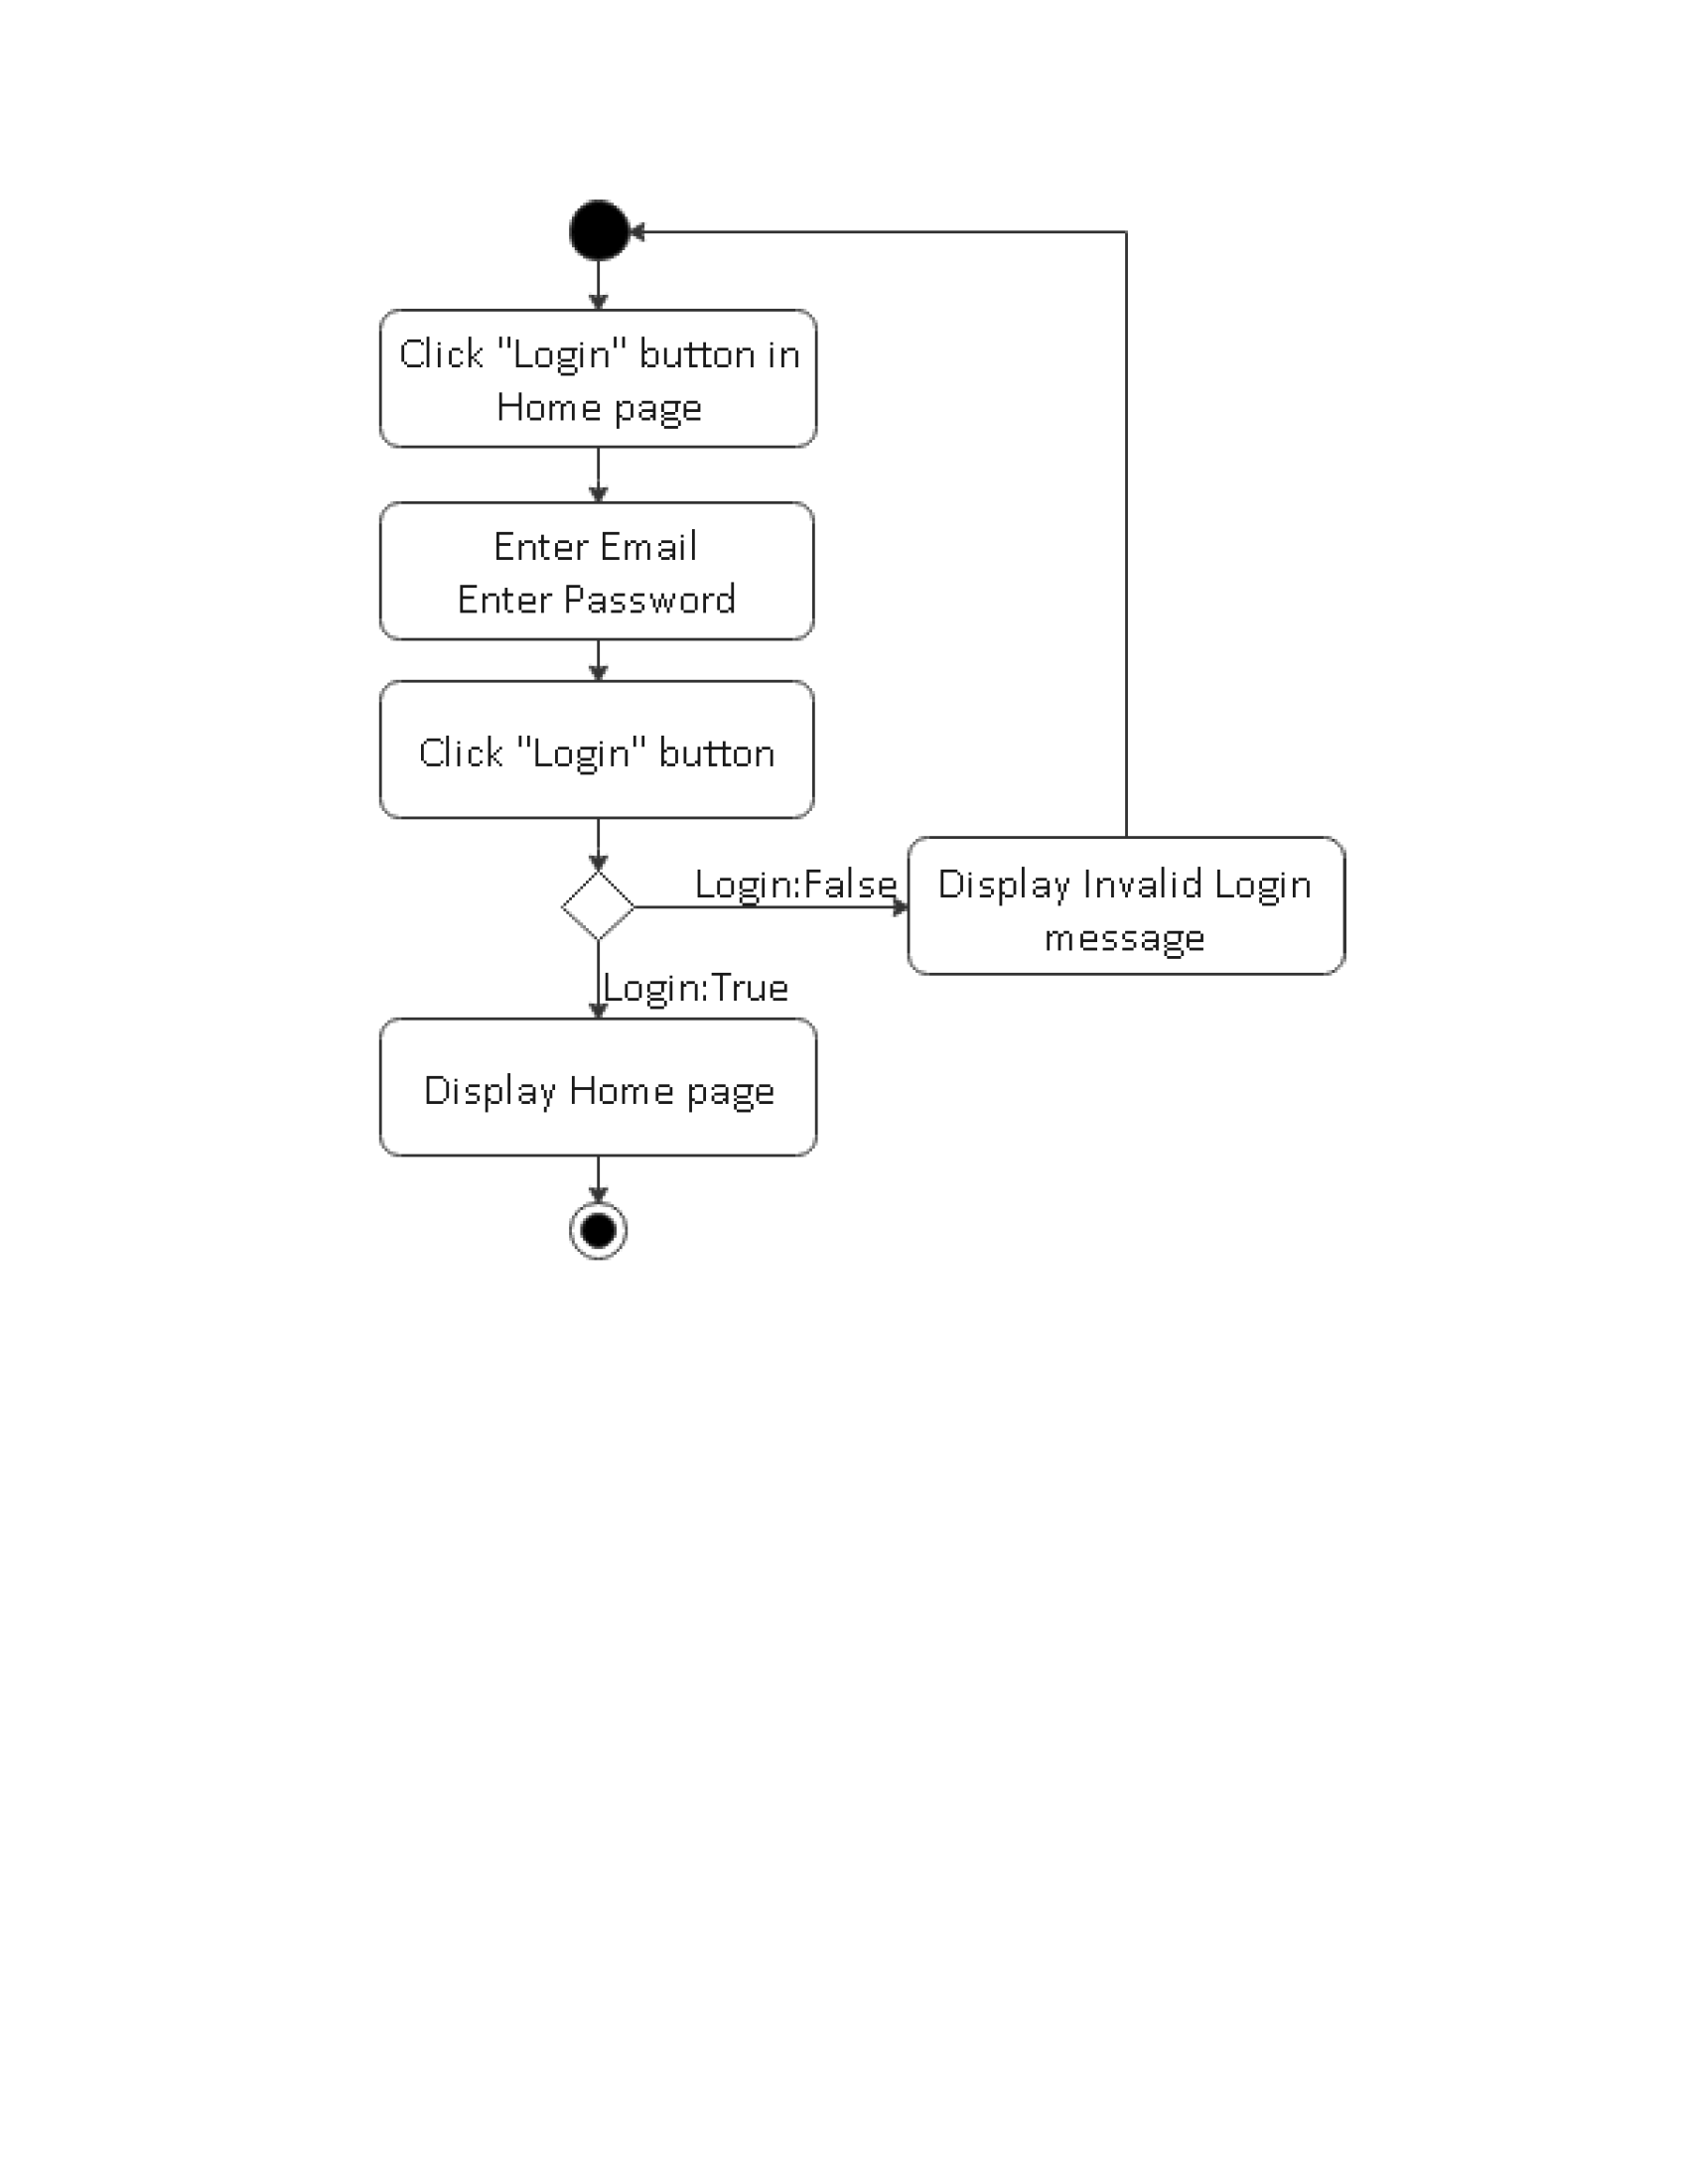 Click "Login" button in
Home page
Enter Email
Enter Password
Click "Login" button
Login:False
Display Invalid Login
message
Login:True
Display Home page